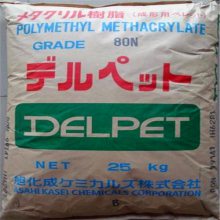 メタクリル樹脂(成形用ペレット)
POLYMETHYL METHACRYLATE
GRADE 80N
デルペット
DELPET
NET 25 kg
旭化成ケミカルズ株式会社
ASAHI KASEI CHEMICALS CORPORATION